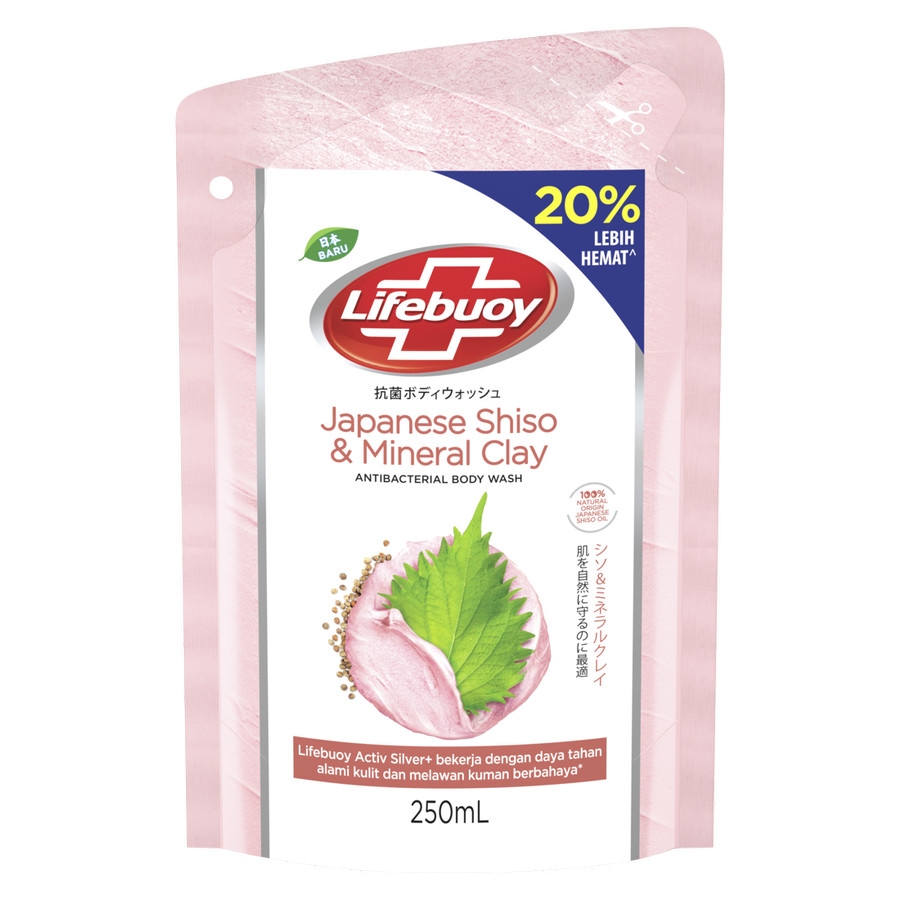 20%
LEBIH
HEMAT^
日本
BARU
Lifebuoy
抗菌ボディウォッシュ
Japanese Shiso
& Mineral Clay
ANTIBACTERIAL BODY WASH
100%
NATURAL
ORIGIN
JAPANESE
SHISO OIL
シソ&ミネラルクレイ
肌を自然に守るのに最適
Lifebuoy Activ Silver+ bekerja dengan daya tahan
alami kulit dan melawan kuman berbahaya*
250mL